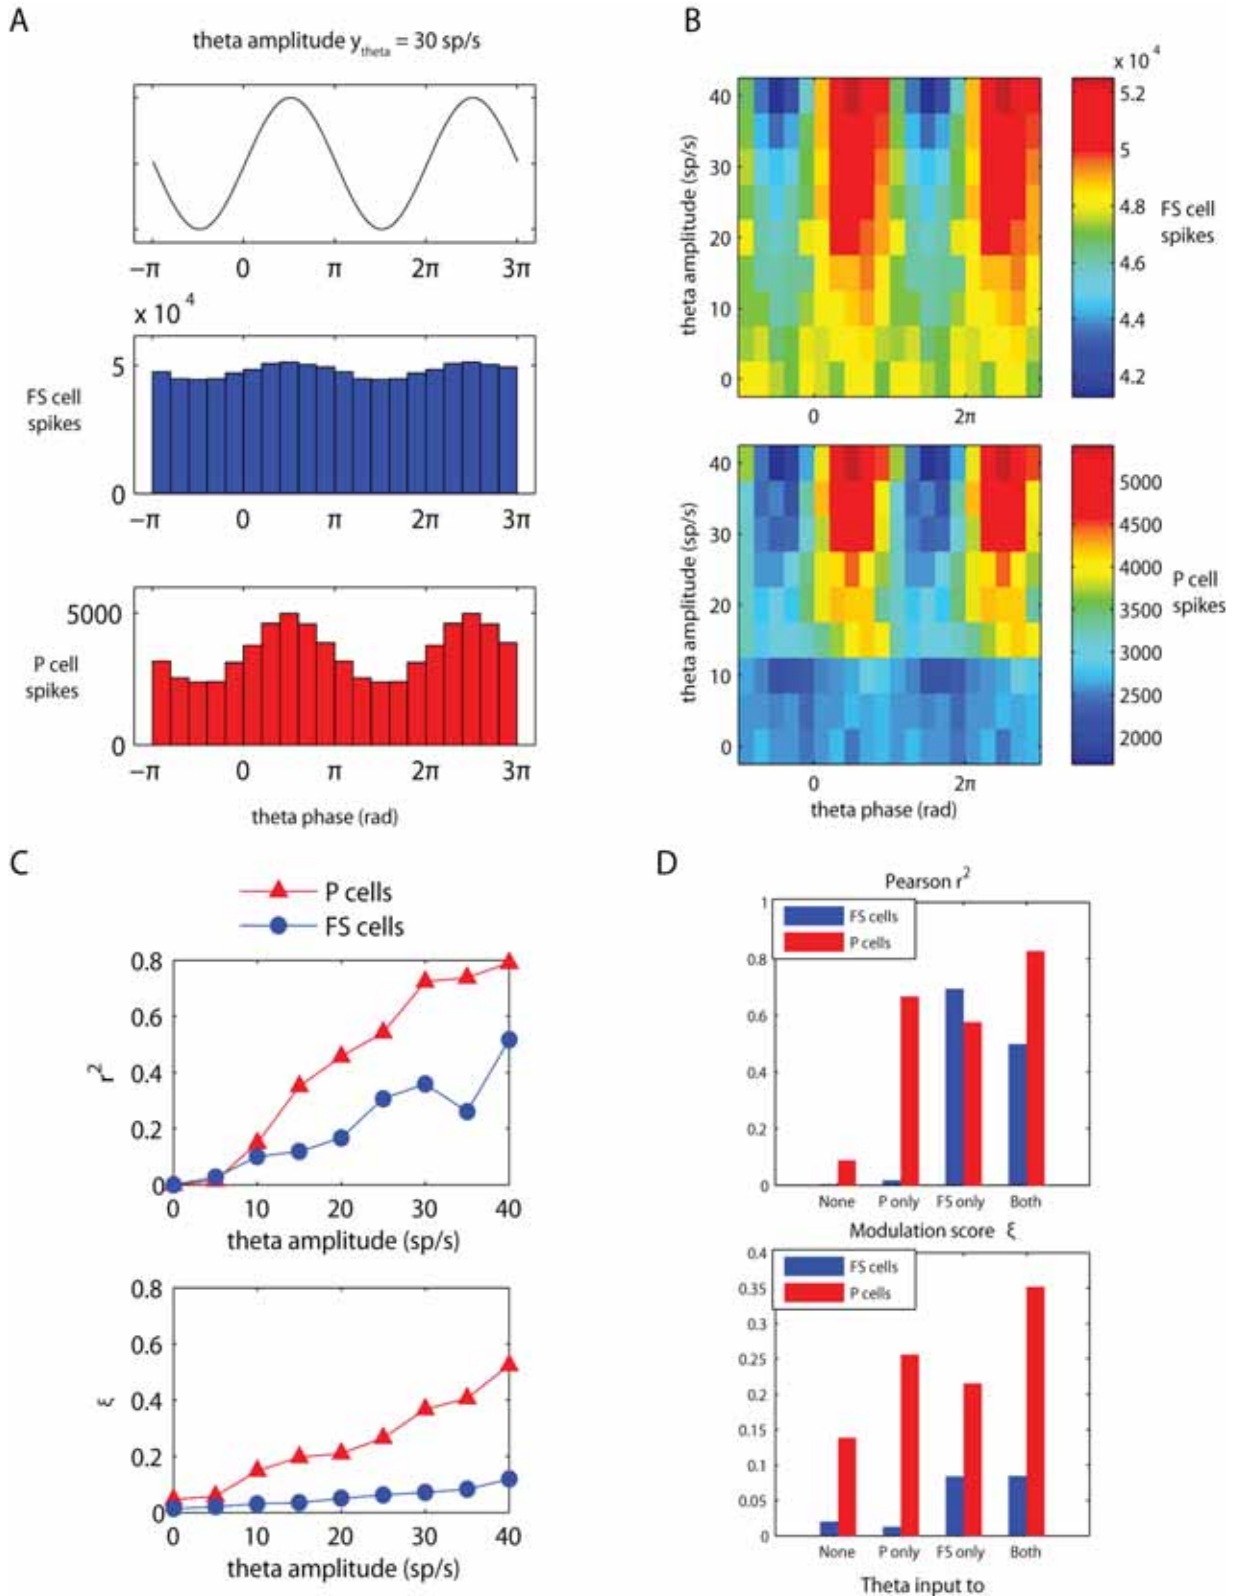 A
theta amplitude y_theta = 30 sp/s
−π 0 π 2π 3π
x 10^4
5
FS cell
spikes
0
−π 0 π 2π 3π
5000
P cell
spikes
0
−π 0 π 2π 3π
theta phase (rad)
B
x 10^4
40
30
20
10
0
theta amplitude (sp/s)
0 2π
5.2
5
4.8
4.6
4.4
4.2
FS cell
spikes
40
30
20
10
0
theta amplitude (sp/s)
0 2π
theta phase (rad)
5000
4500
4000
3500
3000
2500
2000
P cell
spikes
C
P cells
FS cells
0.8
0.6
0.4
0.2
0
r^2
0 10 20 30 40
theta amplitude (sp/s)
0.8
0.6
0.4
0.2
0
ξ
0 10 20 30 40
theta amplitude (sp/s)
D
Pearson r^2
FS cells
P cells
1
0.8
0.6
0.4
0.2
0
None P only FS only Both
Modulation score ξ
FS cells
P cells
0.4
0.35
0.3
0.25
0.2
0.15
0.1
0.05
0
None P only FS only Both
Theta input to